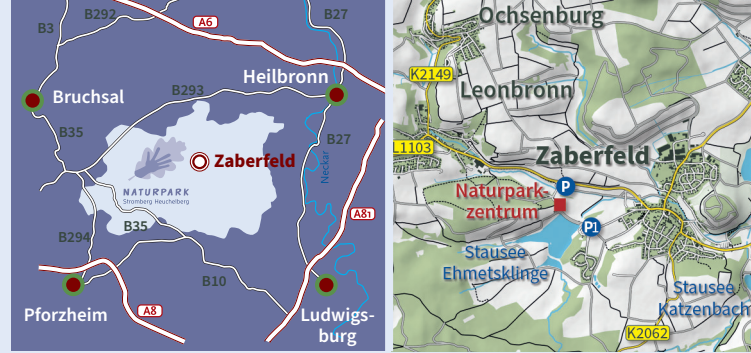 B292
B27
A6
B3
Heilbronn
B293
Bruchsal
B35
B27
Zaberfeld
Neckar
NATURPARK
Stromberg Heuchelberg
A81
B35
B294
B10
Pforzheim
A8
Ludwigs-
burg
Ochsenburg
K2149
Leonbronn
L1103
Zaberfeld
P
Naturpark-
zentrum
P1
Stausee
Ehmetsklinge
Stausee
Katzenbach
K2062